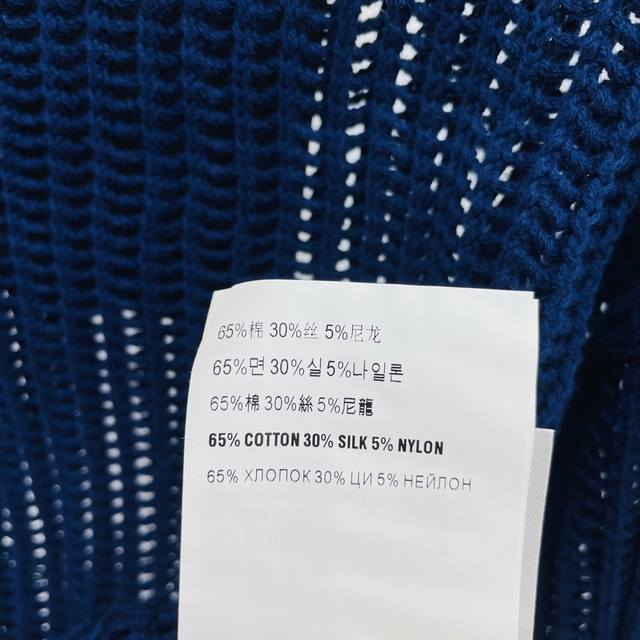 65%棉 30%丝 5%尼龙
65%면 30%실 5%나일론
65%棉 30%絲 5%尼龍
65% COTTON 30% SILK 5% NYLON
65% ХЛОПОК 30% ЦИ 5% НЕЙЛОН